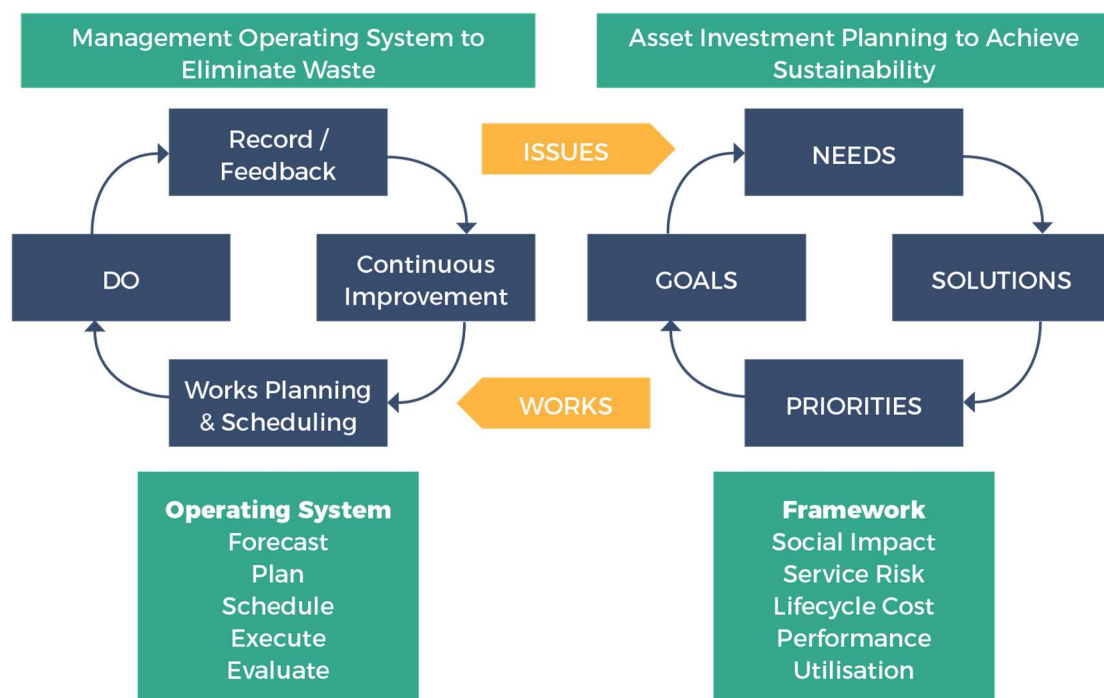 Management Operating System to
Eliminate Waste
Asset Investment Planning to Achieve
Sustainability
Record /
Feedback
ISSUES
NEEDS
DO
Continuous
Improvement
GOALS
SOLUTIONS
Works Planning
& Scheduling
WORKS
PRIORITIES
Operating System
Forecast
Plan
Schedule
Execute
Evaluate
Framework
Social Impact
Service Risk
Lifecycle Cost
Performance
Utilisation